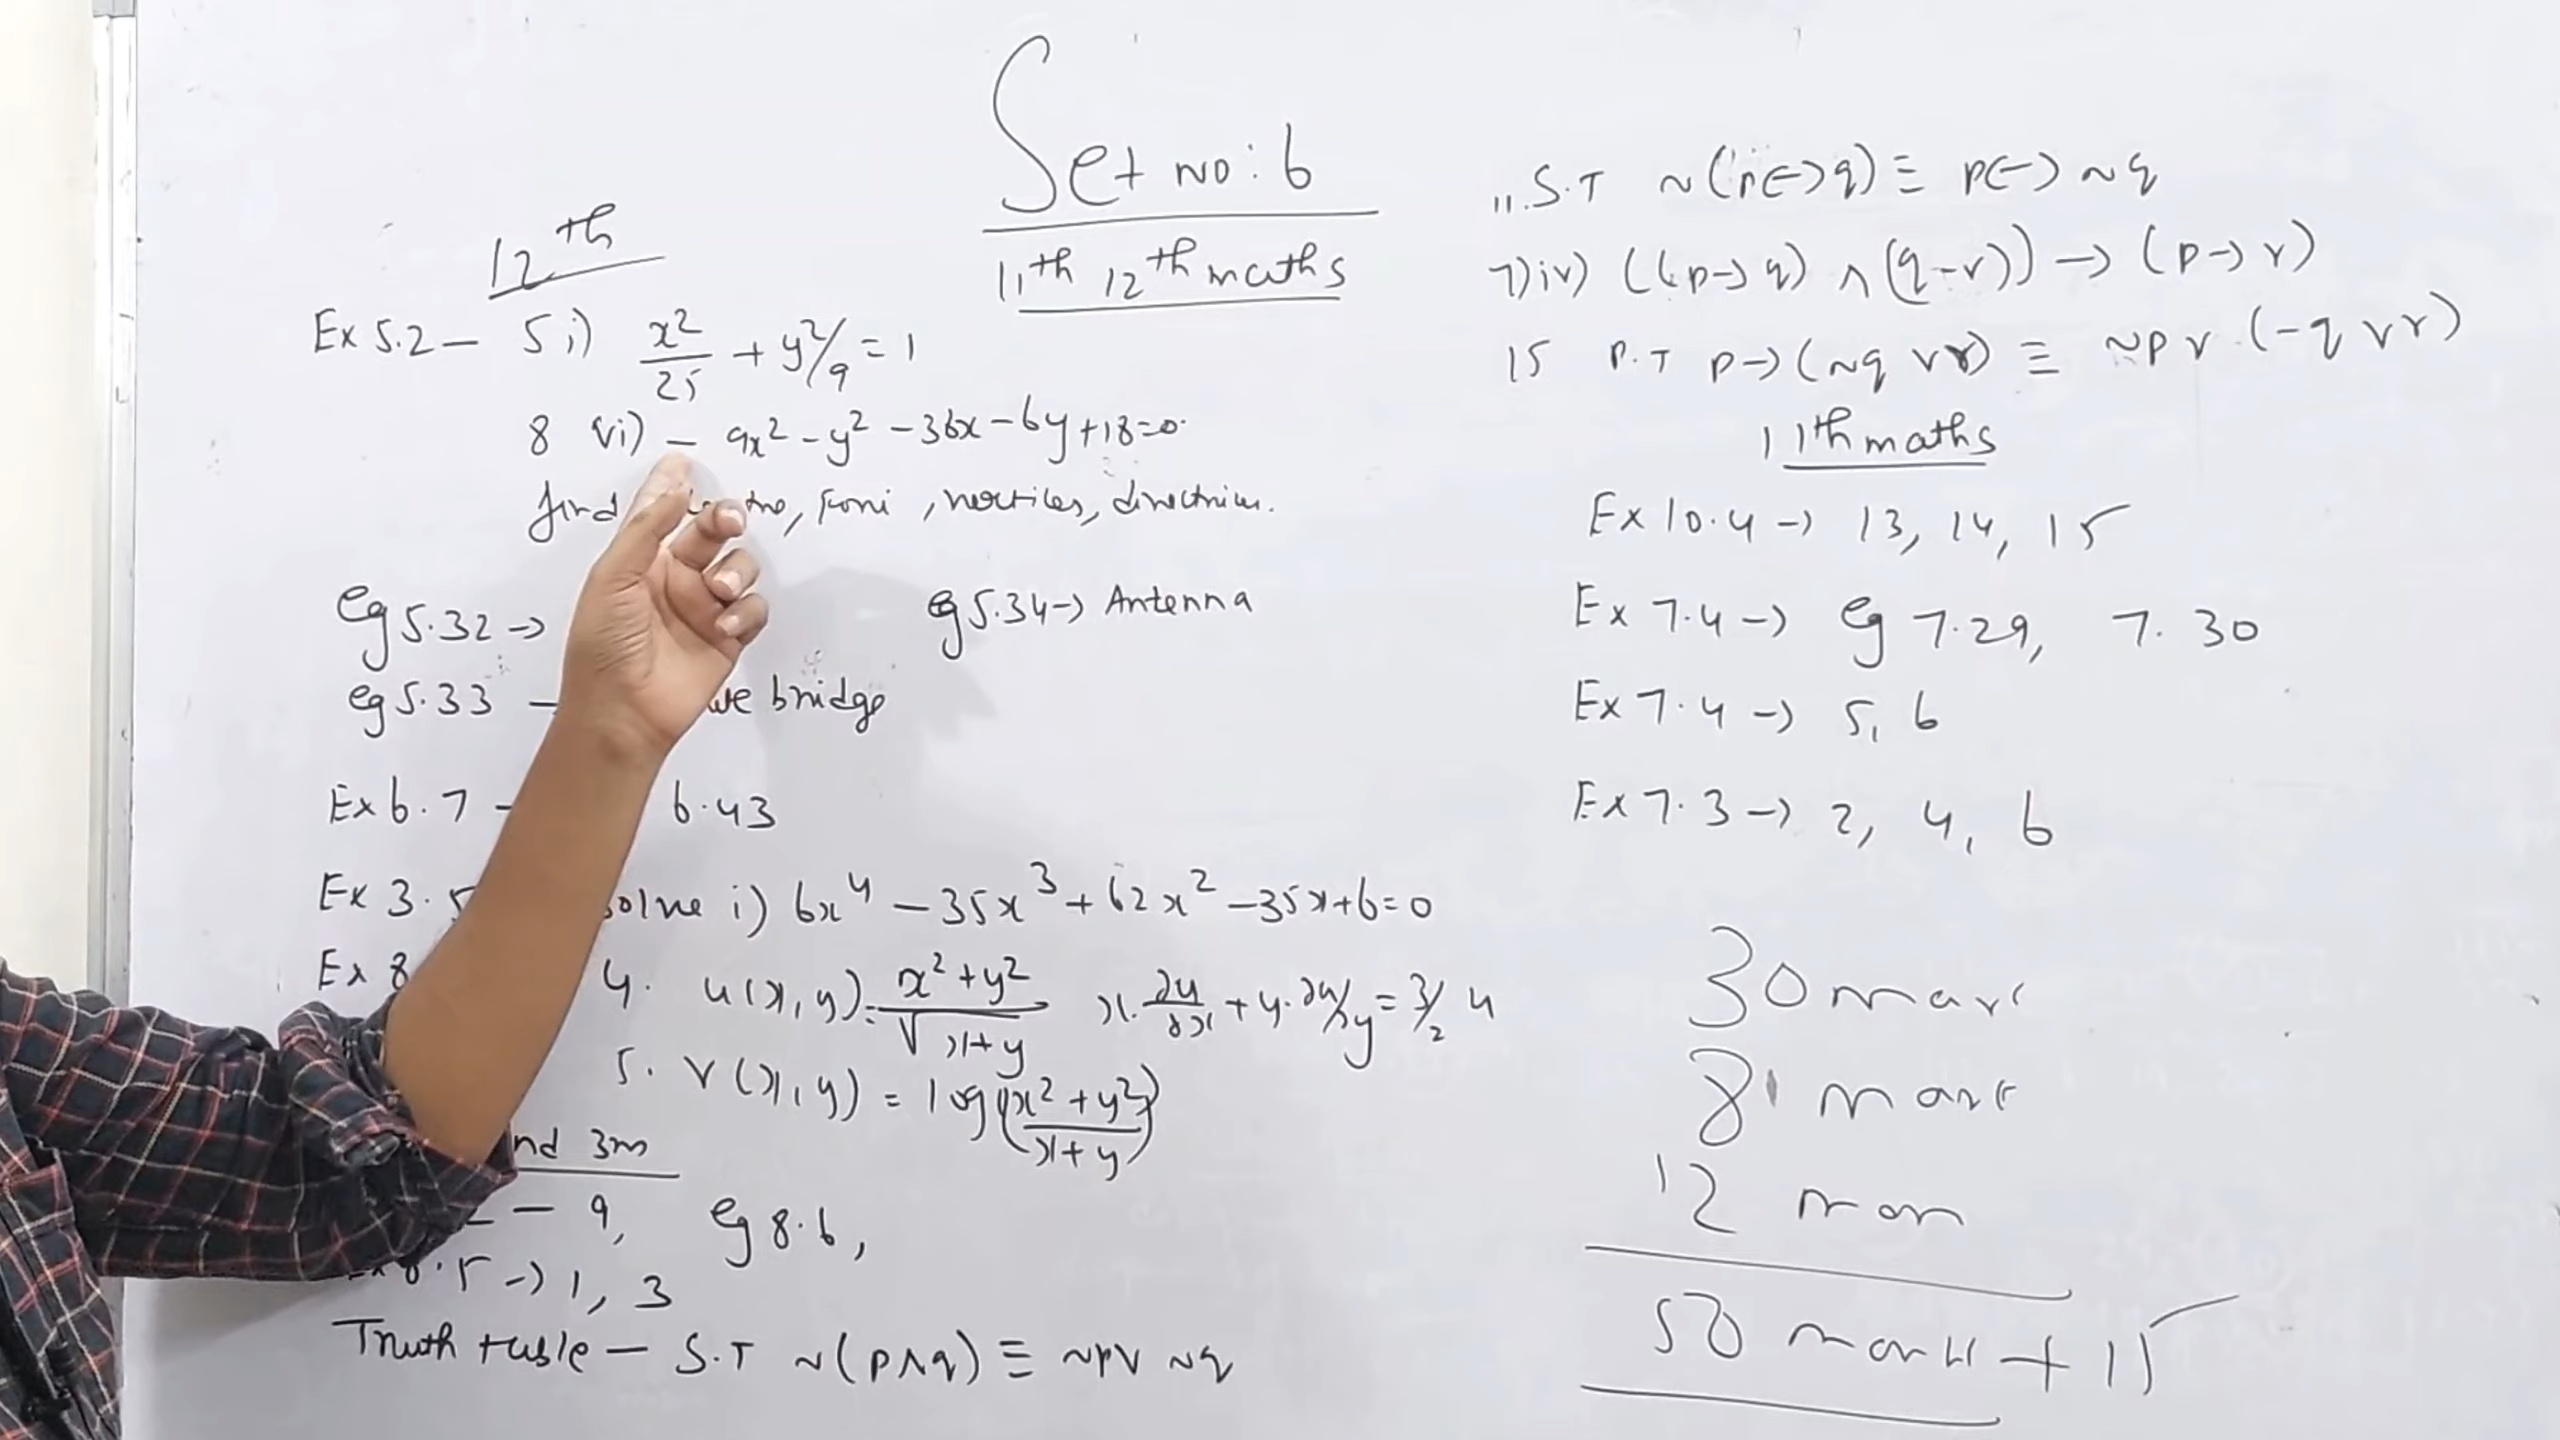 Set no: 6
11th 12th maths
12th
Ex 5.2 — 5 i) x²/25 + y²/9 = 1
8 vi) — 9x² - y² - 36x - 6y + 18 = 0.
find , foni , vertices, directrices.
eg 5.32 →
eg 5.34 → Antenna
eg 5.33 — bridge
Ex 6.7 - 6.43
Ex 3.5 solve i) 6x⁴ - 35x³ + 62x² - 35x + 6 = 0
Ex 8 4. u(x,y) = x²+y²/√x+y x.∂u/∂x + y.∂u/∂y = 3/2 u
5. v(x,y) = log(x²+y²/x+y)
nd 3m
— 9, eg 8.6,
→ 1, 3
Truth table — S.T ~(p∧q) ≡ ~p∨ ~q
11. S.T ~(p↔q) ≡ p↔ ~q
7) iv) ((p→q) ∧ (q-r)) → (p→r)
15 P.T p→(~q ∨ r) ≡ ~p ∨ (-q ∨ r)
11th maths
Ex 10.4 → 13, 14, 15
Ex 7.4 → eg 7.29, 7.30
Ex 7.4 → 5, 6
Ex 7.3 → 2, 4, 6
30 mark
8 mark
12 mar
50 mark + 15